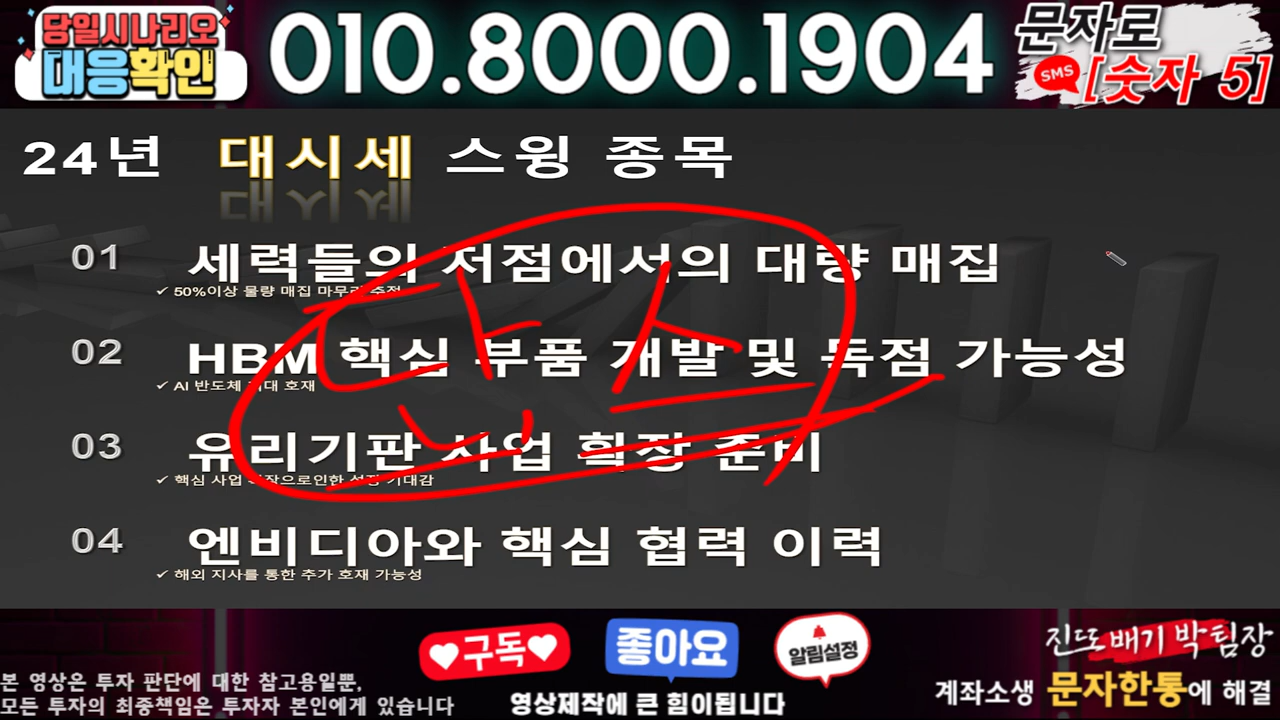 당일시나리오
대응확인
010.8000.1904
문자로
SMS
[숫자 5]
24년 대시세 스윙 종목
01 세력들의 저점에서의 대량 매집
✓ 50%이상 물량 매집 마무리 추정
02 HBM 핵심 부품 개발 및 독점 가능성
✓ AI 반도체 기대 호재
03 유리기판 사업 확장 준비
✓ 핵심 사업 확장으로인한 성장 기대감
단스
04 엔비디아와 핵심 협력 이력
✓ 해외 지사를 통한 추가 호재 가능성
구독
좋아요
알림설정
영상제작에 큰 힘이됩니다
본 영상은 투자 판단에 대한 참고용일뿐,
모든 투자의 최종책임은 투자자 본인에게 있습니다
진또배기 박팀장
계좌소생 문자한통에 해결